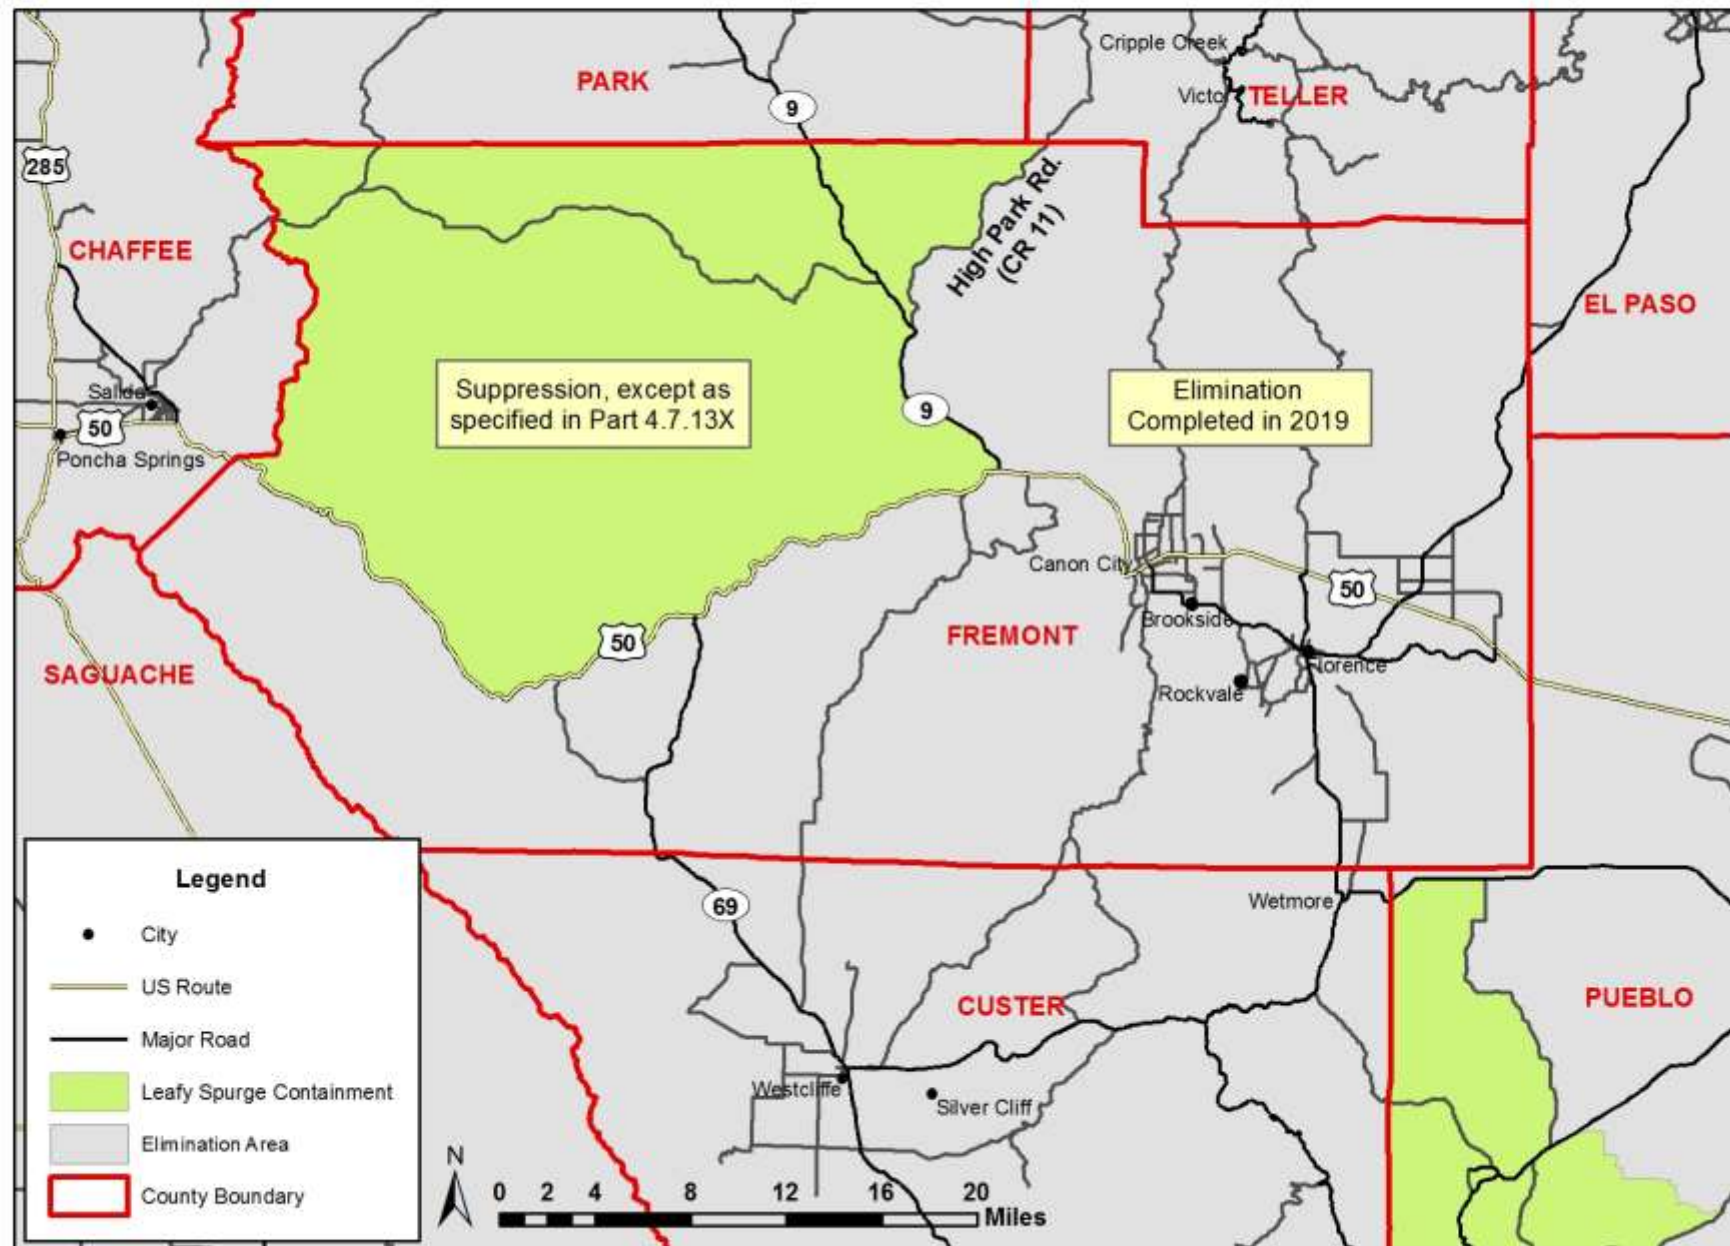 PARK
9
Cripple Creek
Victo
TELLER
285
CHAFFEE
High Park Rd.
(CR 11)
EL PASO
Suppression, except as
specified in Part 4.7.13X
Elimination
Completed in 2019
Salida
50
9
Poncha Springs
Canon City
50
Brookside
50
FREMONT
SAGUACHE
Florence
Rockvale
Legend
City
US Route
Major Road
Leafy Spurge Containment
Elimination Area
County Boundary
69
Wetmore
CUSTER
PUEBLO
Westcliffe
Silver Cliff
N
0 2 4 8 12 16 20
Miles